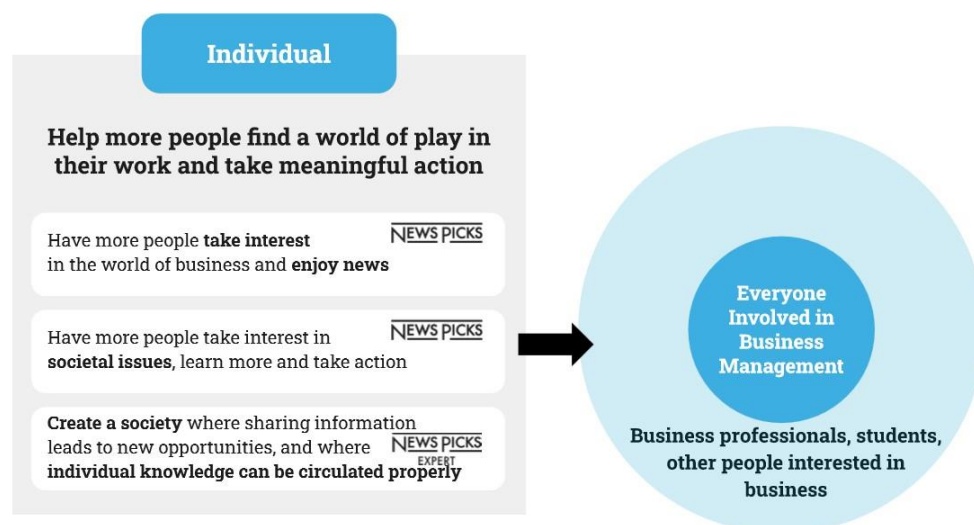 Individual
Help more people find a world of play in
their work and take meaningful action
Have more people take interest
in the world of business and enjoy news
NEWS PICKS
Have more people take interest in
societal issues, learn more and take action
NEWS PICKS
Create a society where sharing information
leads to new opportunities, and where
individual knowledge can be circulated properly
NEWS PICKS
EXPERT
Everyone
Involved in
Business
Management
Business professionals, students,
other people interested in
business